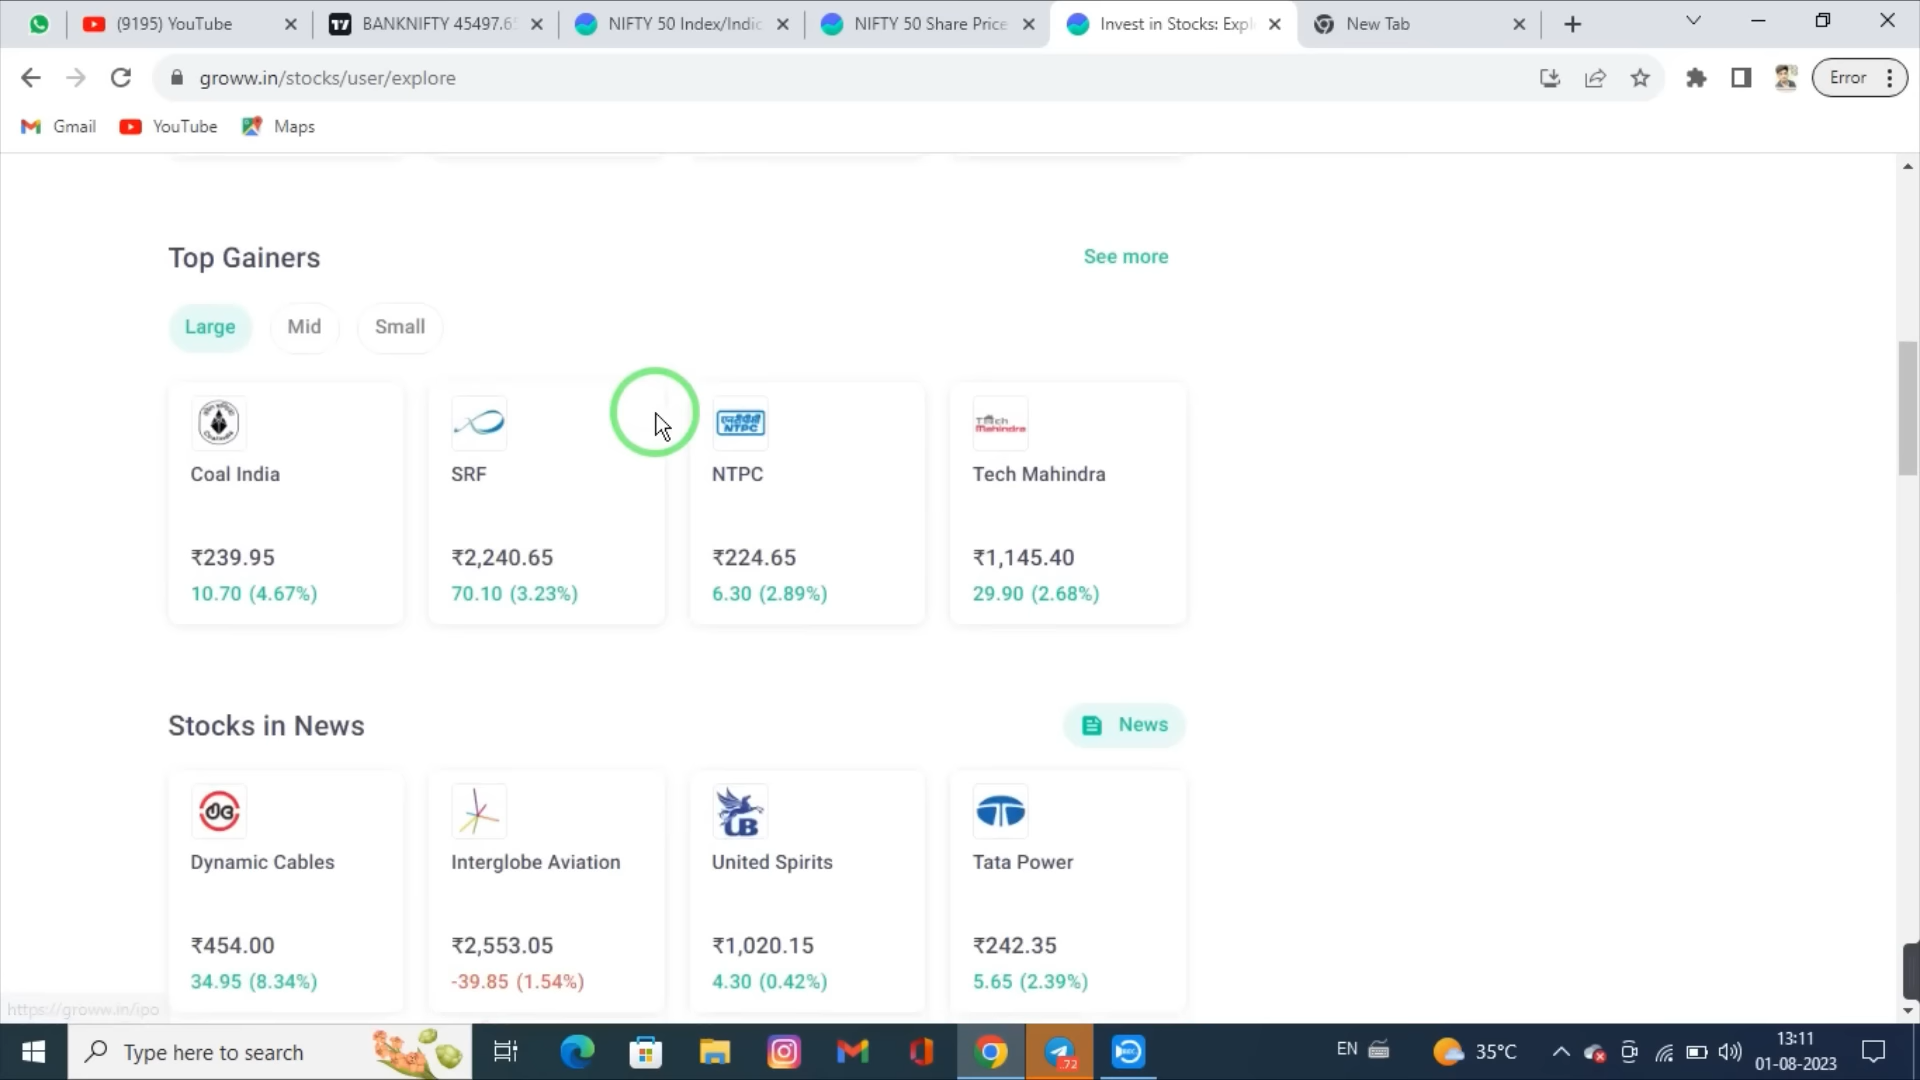 (9195) YouTube
BANKNIFTY 45497.6
NIFTY 50 Index/Indic
NIFTY 50 Share Price
Invest in Stocks: Expl
New Tab
groww.in/stocks/user/explore
Error
Gmail
YouTube
Maps
Top Gainers
See more
Large
Mid
Small
NTPC
Tech
Mahindra
Coal India
SRF
NTPC
Tech Mahindra
₹239.95
₹2,240.65
₹224.65
₹1,145.40
10.70 (4.67%)
70.10 (3.23%)
6.30 (2.89%)
29.90 (2.68%)
Stocks in News
News
UB
Dynamic Cables
Interglobe Aviation
United Spirits
Tata Power
₹454.00
₹2,553.05
₹1,020.15
₹242.35
34.95 (8.34%)
-39.85 (1.54%)
4.30 (0.42%)
5.65 (2.39%)
https://groww.in/ipo
Type here to search
72
REC
EN
35°C
13:11
01-08-2023